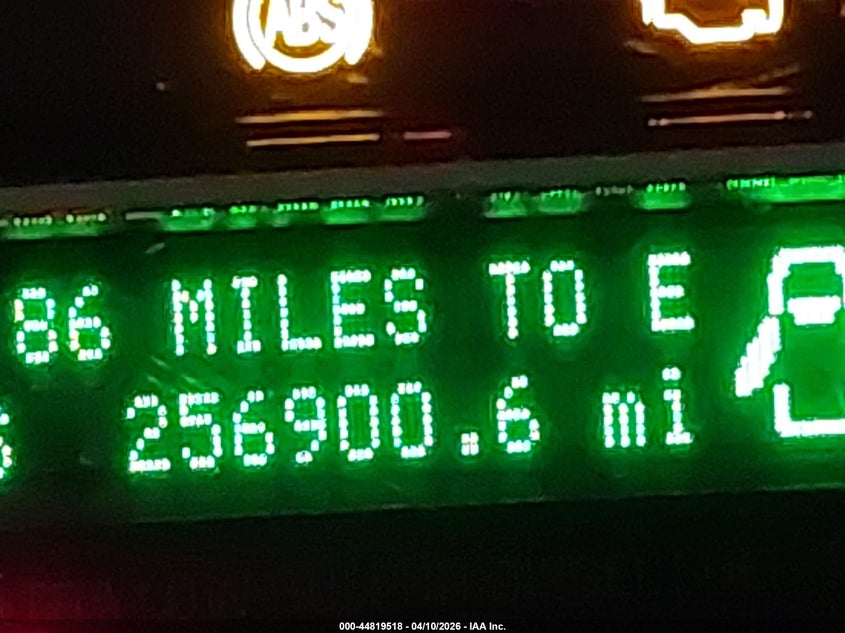 ABS
86 MILES TO E
256900.6 mi
000-44819518 - 04/10/2026 - IAA Inc.